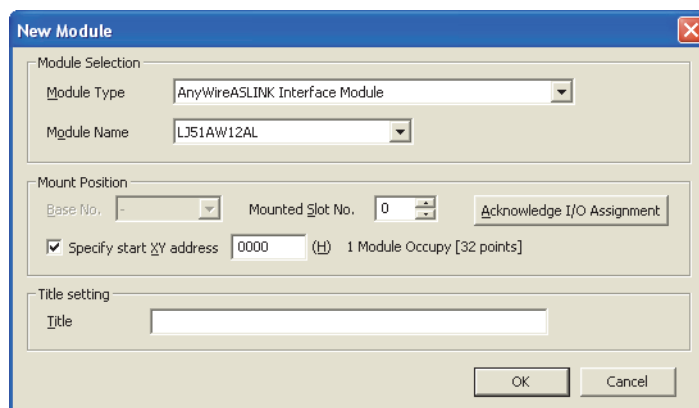 New Module
Module Selection
Module Type AnyWireASLINK Interface Module
Module Name LJ51AW12AL
Mount Position
Base No. - Mounted Slot No. 0 Acknowledge I/O Assignment
Specify start XY address 0000 (H) 1 Module Occupy [32 points]
Title setting
Title
OK Cancel